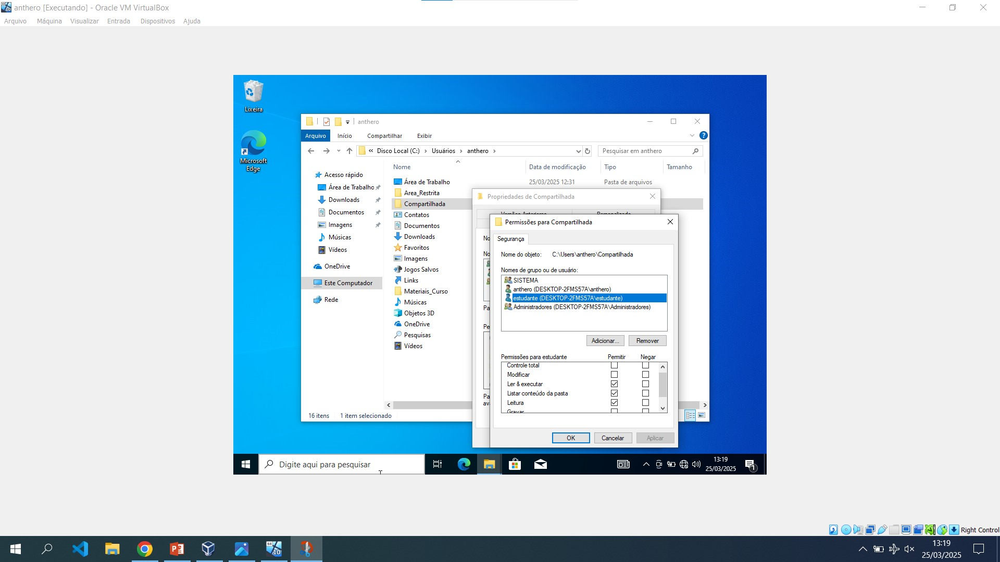 anthero [Executando] - Oracle VM VirtualBox
Arquivo Máquina Visualizar Entrada Dispositivos Ajuda
Lixeira
Microsoft
Edge
anthero
Arquivo Início Compartilhar Exibir
« Disco Local (C:) › Usuários › anthero ›
Pesquisar em anthero
Nome Data de modificação Tipo Tamanho
Acesso rápido
Área de Trabalho
Downloads
Documentos
Imagens
Músicas
Vídeos
OneDrive
Este Computador
Rede
Área de Trabalho 25/03/2025 12:31 Pasta de arquivos
Area_Restrita
Compartilhada
Contatos
Documentos
Downloads
Favoritos
Imagens
Jogos Salvos
Links
Materiais_Curso
Músicas
Objetos 3D
OneDrive
Pesquisas
Vídeos
16 itens 1 item selecionado
Propriedades de Compartilhada
Versões Anteriores Personalizado
No
No
Pa
Pe
Pa
av
Permissões para Compartilhada
Segurança
Nome do objeto: C:\Users\anthero\Compartilhada
Nomes de grupo ou de usuário:
SISTEMA
anthero (DESKTOP-2FMS57A\anthero)
estudante (DESKTOP-2FMS57A\estudante)
Administradores (DESKTOP-2FMS57A\Administradores)
Adicionar... Remover
Permissões para estudante Permitir Negar
Controle total
Modificar
Ler & executar
Listar conteúdo da pasta
Leitura
Gravar
OK Cancelar Aplicar
Digite aqui para pesquisar
13:19
25/03/2025
1
Right Control
13:19
25/03/2025